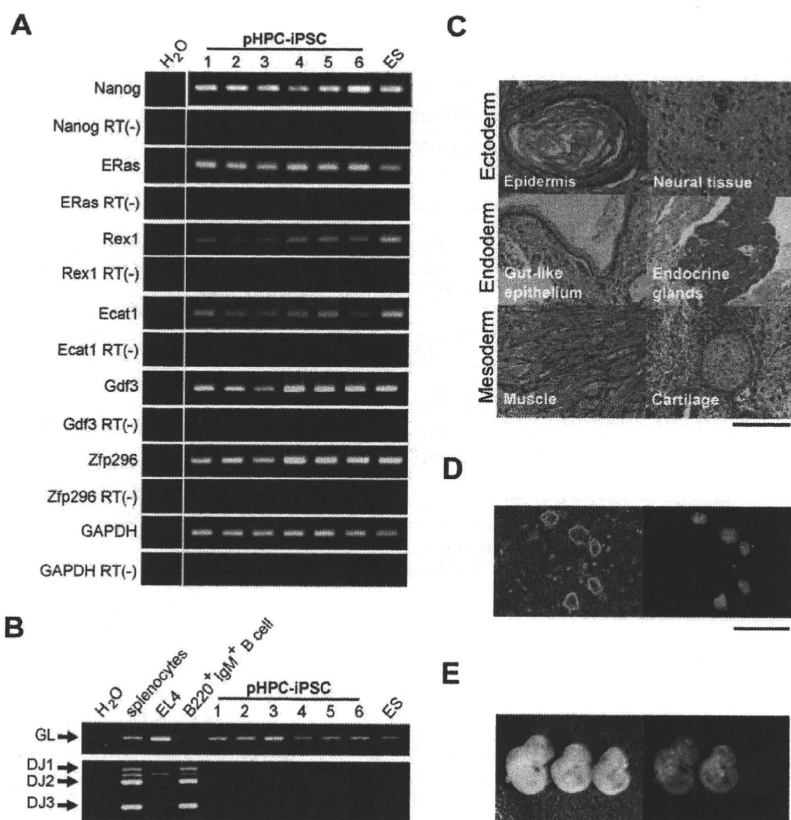 A
H2O
pHPC-iPSC
1 2 3 4 5 6 ES
Nanog
Nanog RT(-)
ERas
ERas RT(-)
Rex1
Rex1 RT(-)
Ecat1
Ecat1 RT(-)
Gdf3
Gdf3 RT(-)
Zfp296
Zfp296 RT(-)
GAPDH
GAPDH RT(-)
B
H2O
splenocytes
EL4
B220+ IgM+ B cell
pHPC-iPSC
1 2 3 4 5 6 ES
GL
DJ1
DJ2
DJ3
C
Ectoderm
Epidermis
Neural tissue
Endoderm
Gut-like
epithelium
Endocrine
glands
Mesoderm
Muscle
Cartilage
D
E